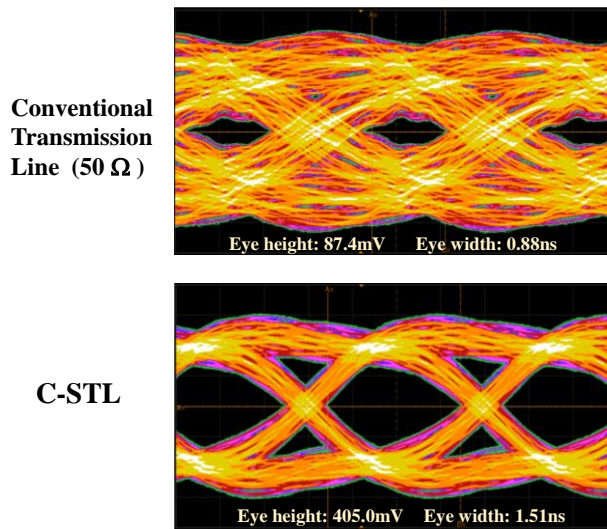 Conventional
Transmission
Line (50 Ω )
Eye height: 87.4mV Eye width: 0.88ns
C-STL
Eye height: 405.0mV Eye width: 1.51ns